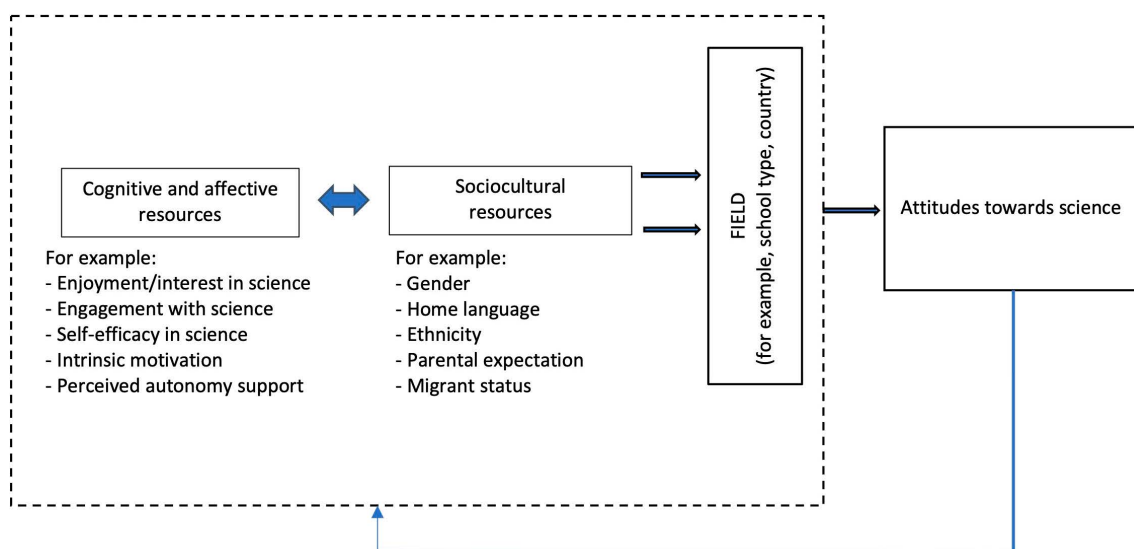 Cognitive and affective
resources
For example:
- Enjoyment/interest in science
- Engagement with science
- Self-efficacy in science
- Intrinsic motivation
- Perceived autonomy support
Sociocultural
resources
For example:
- Gender
- Home language
- Ethnicity
- Parental expectation
- Migrant status
FIELD
(for example, school type, country)
Attitudes towards science